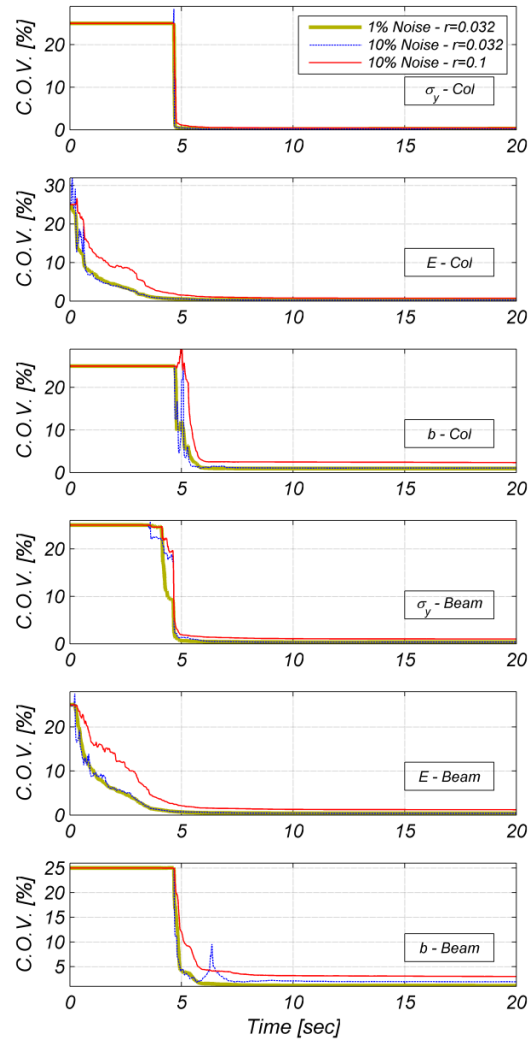 C.O.V. [%]
20
10
0
1% Noise - r=0.032
10% Noise - r=0.032
10% Noise - r=0.1
σy - Col
0 5 10 15 20
C.O.V. [%]
30
20
10
0
E - Col
0 5 10 15 20
C.O.V. [%]
20
10
0
b - Col
0 5 10 15 20
C.O.V. [%]
20
10
0
σy - Beam
0 5 10 15 20
C.O.V. [%]
20
10
0
E - Beam
0 5 10 15 20
C.O.V. [%]
25
20
15
10
5
b - Beam
0 5 10 15 20
Time [sec]